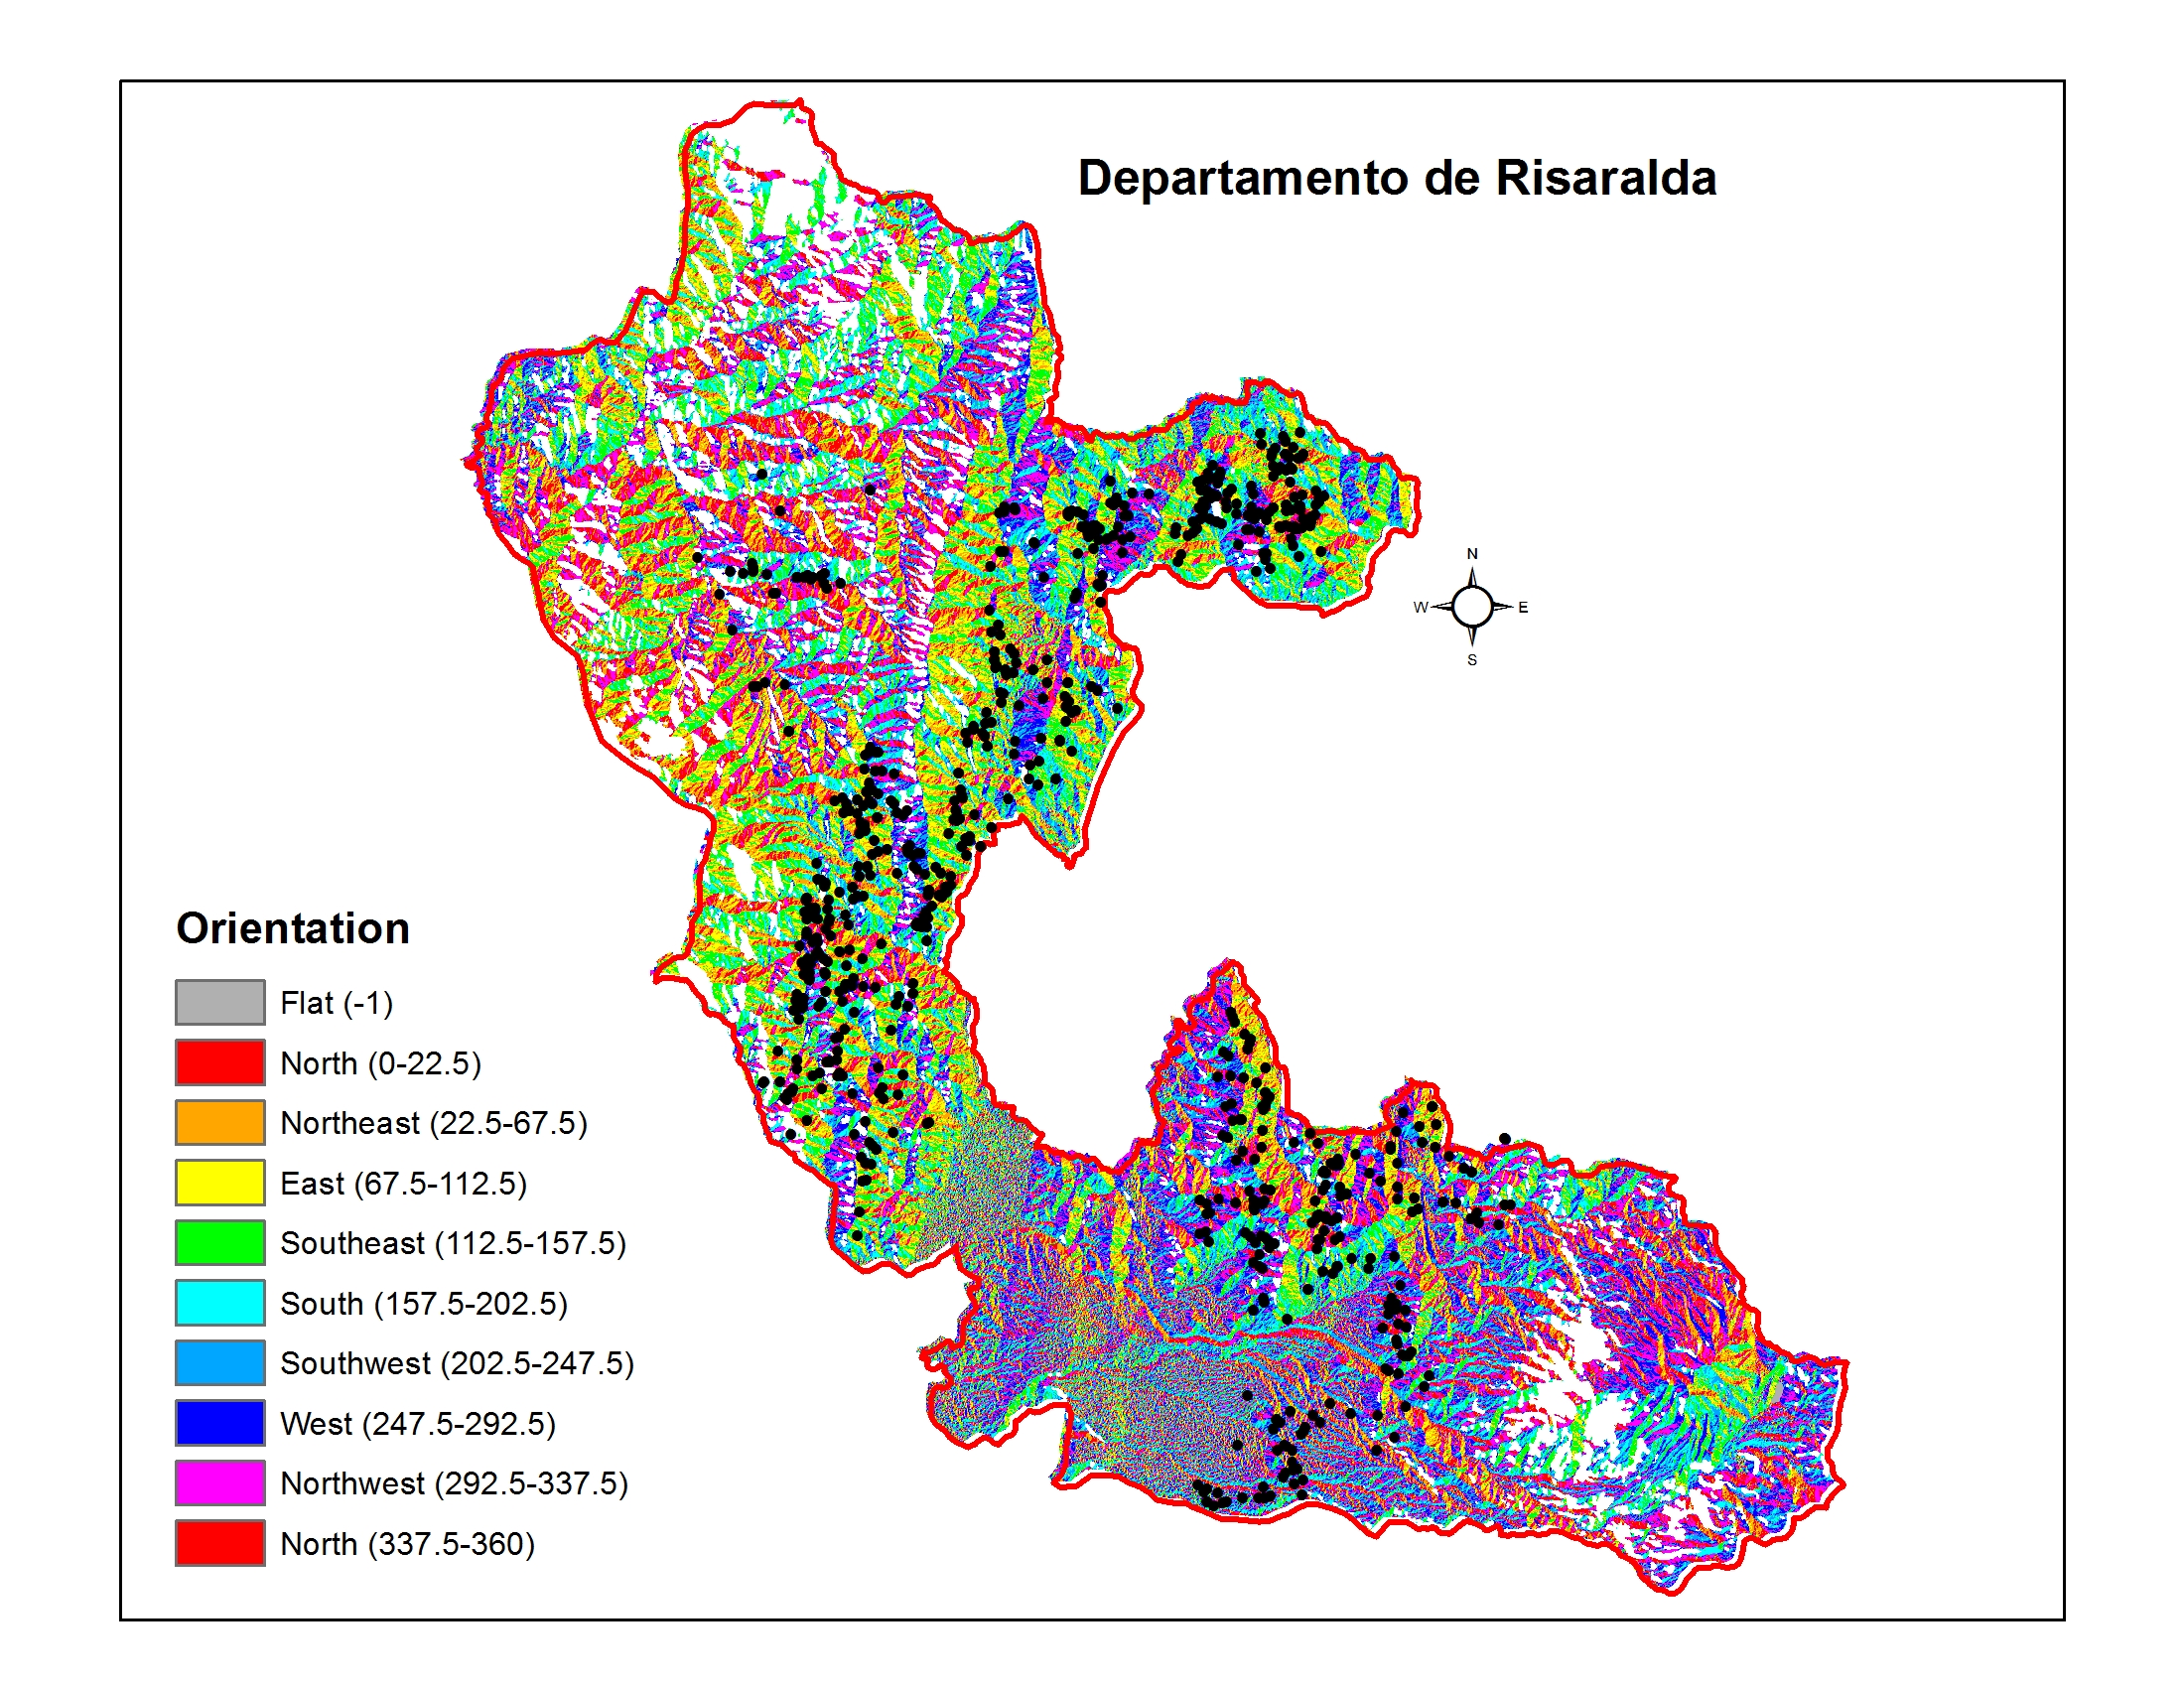 Departamento de Risaralda
N
W E
S
Orientation
Flat (-1)
North (0-22.5)
Northeast (22.5-67.5)
East (67.5-112.5)
Southeast (112.5-157.5)
South (157.5-202.5)
Southwest (202.5-247.5)
West (247.5-292.5)
Northwest (292.5-337.5)
North (337.5-360)